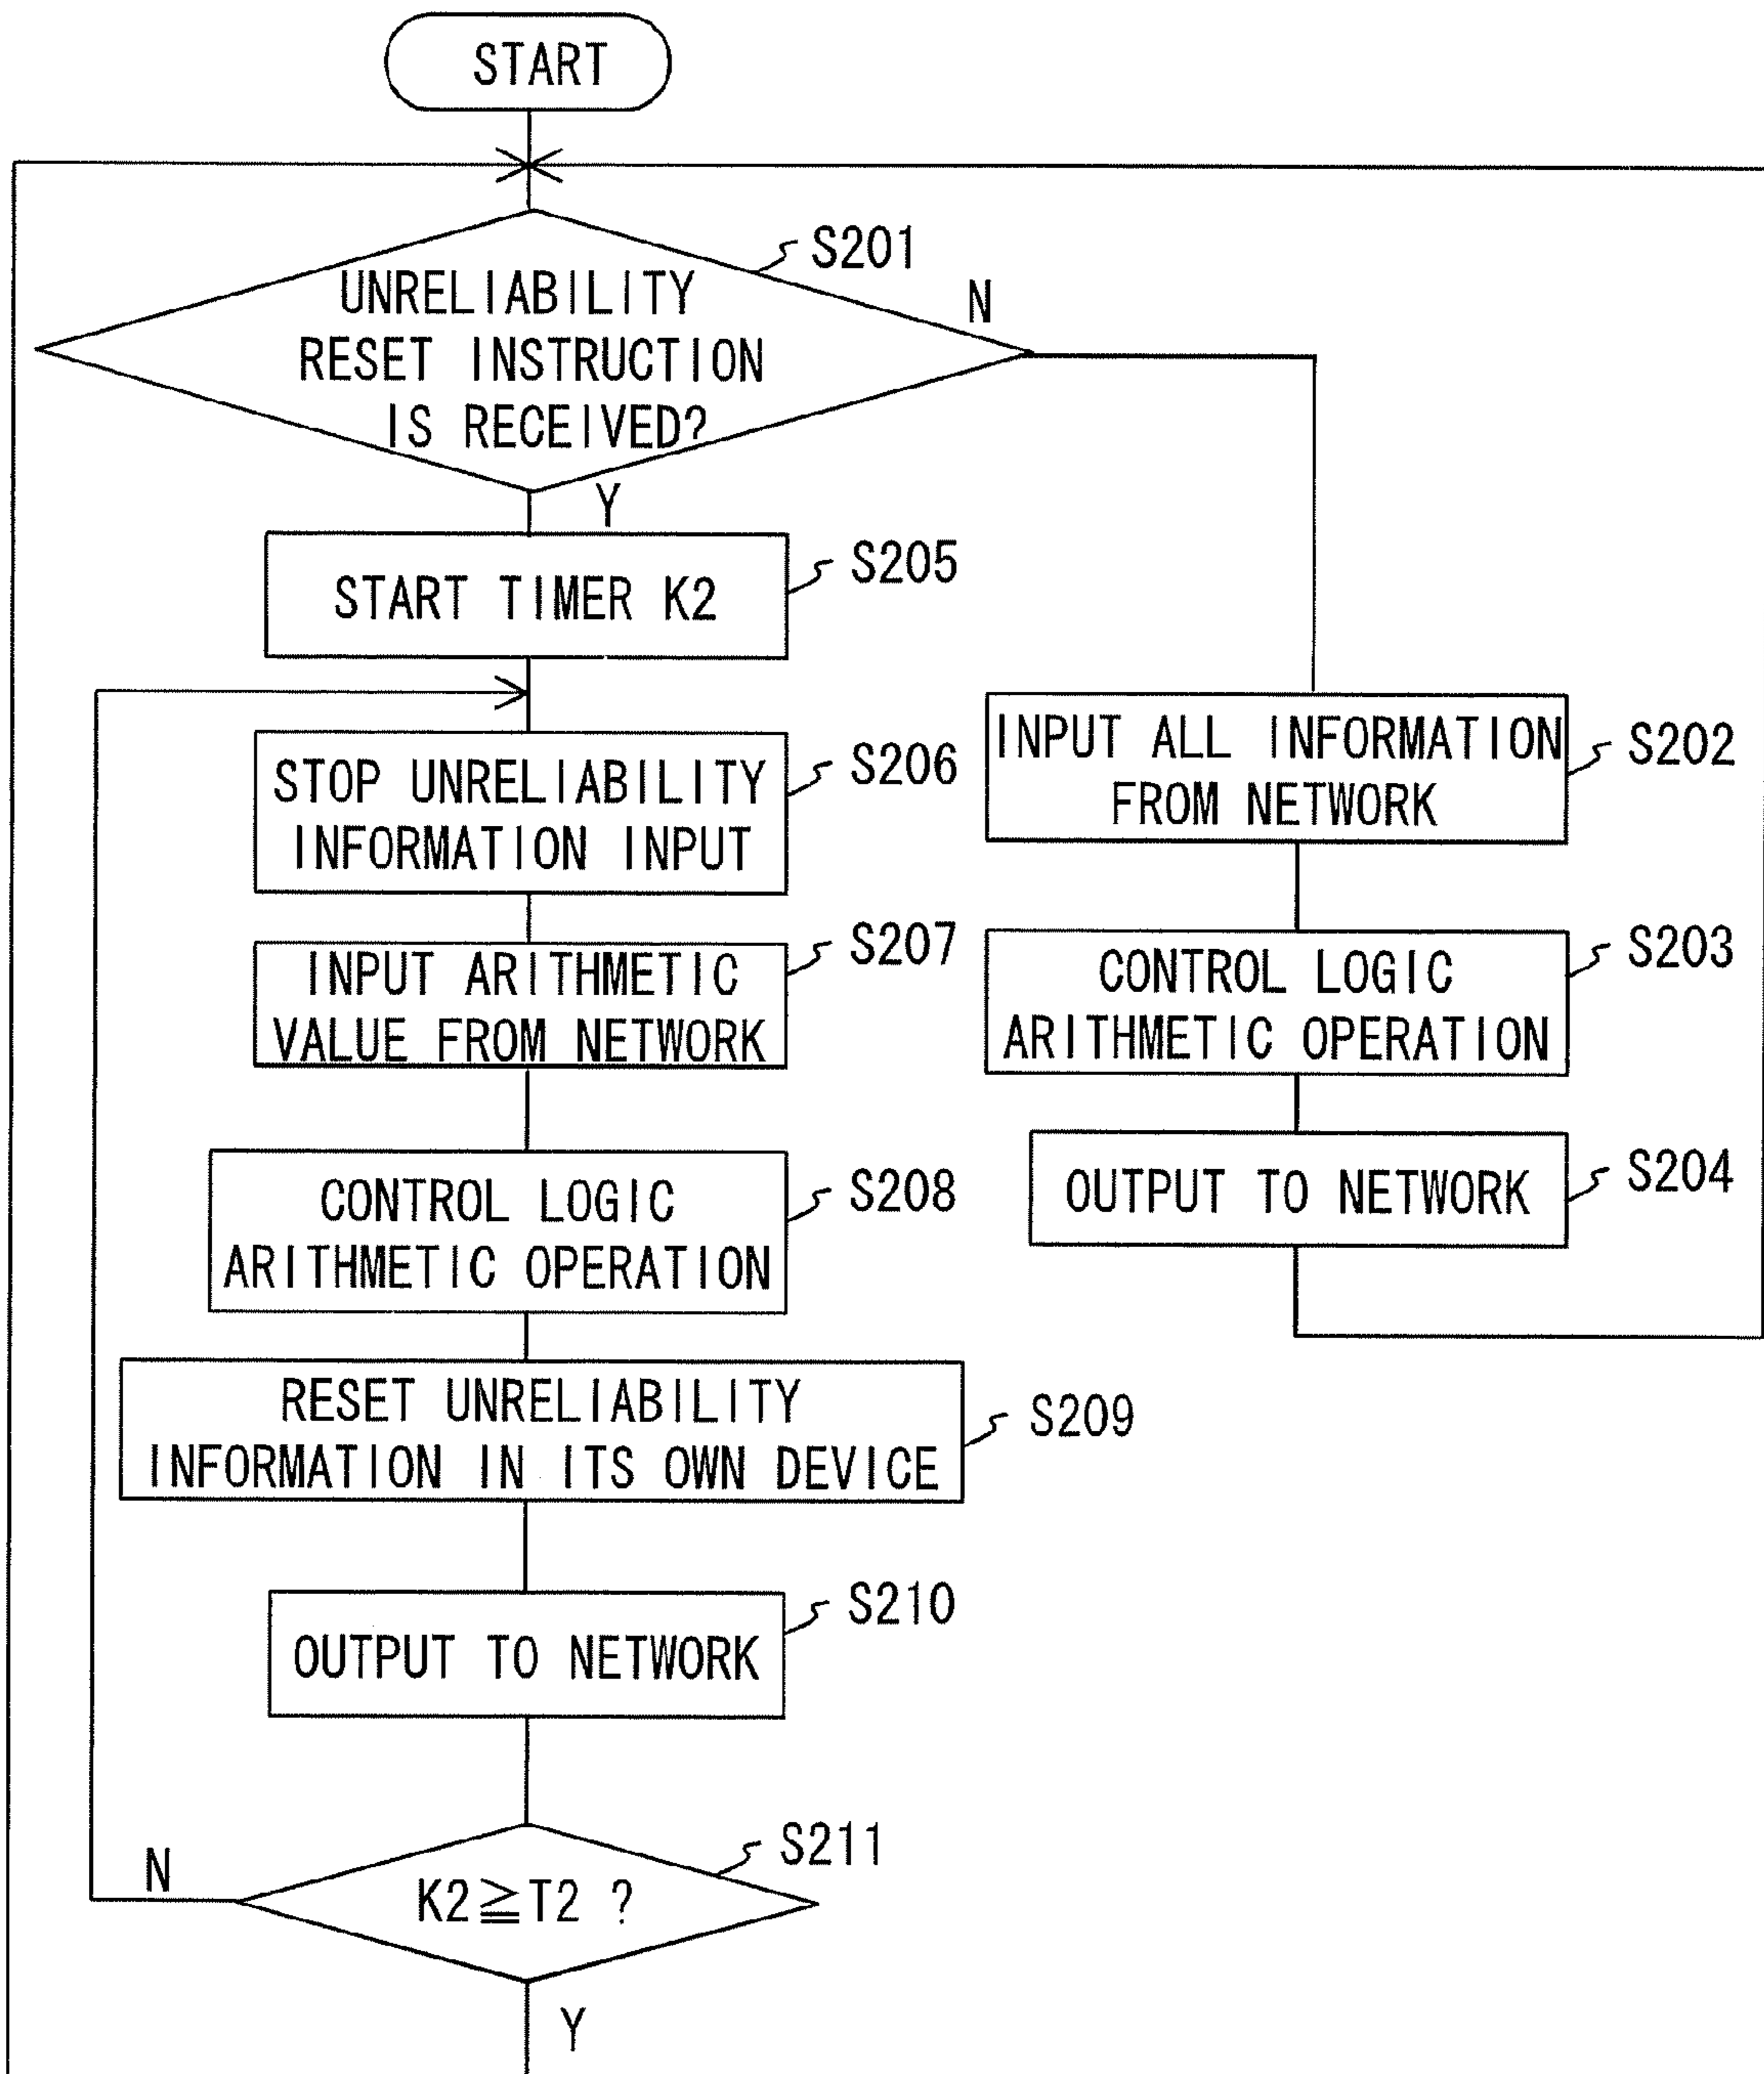 START
S201
UNRELIABILITY
RESET INSTRUCTION
IS RECEIVED?
N
Y
START TIMER K2
S205
STOP UNRELIABILITY
INFORMATION INPUT
S206
INPUT ARITHMETIC
VALUE FROM NETWORK
S207
CONTROL LOGIC
ARITHMETIC OPERATION
S208
RESET UNRELIABILITY
INFORMATION IN ITS OWN DEVICE
S209
OUTPUT TO NETWORK
S210
K2≧T2 ?
S211
N
Y
INPUT ALL INFORMATION
FROM NETWORK
S202
CONTROL LOGIC
ARITHMETIC OPERATION
S203
OUTPUT TO NETWORK
S204